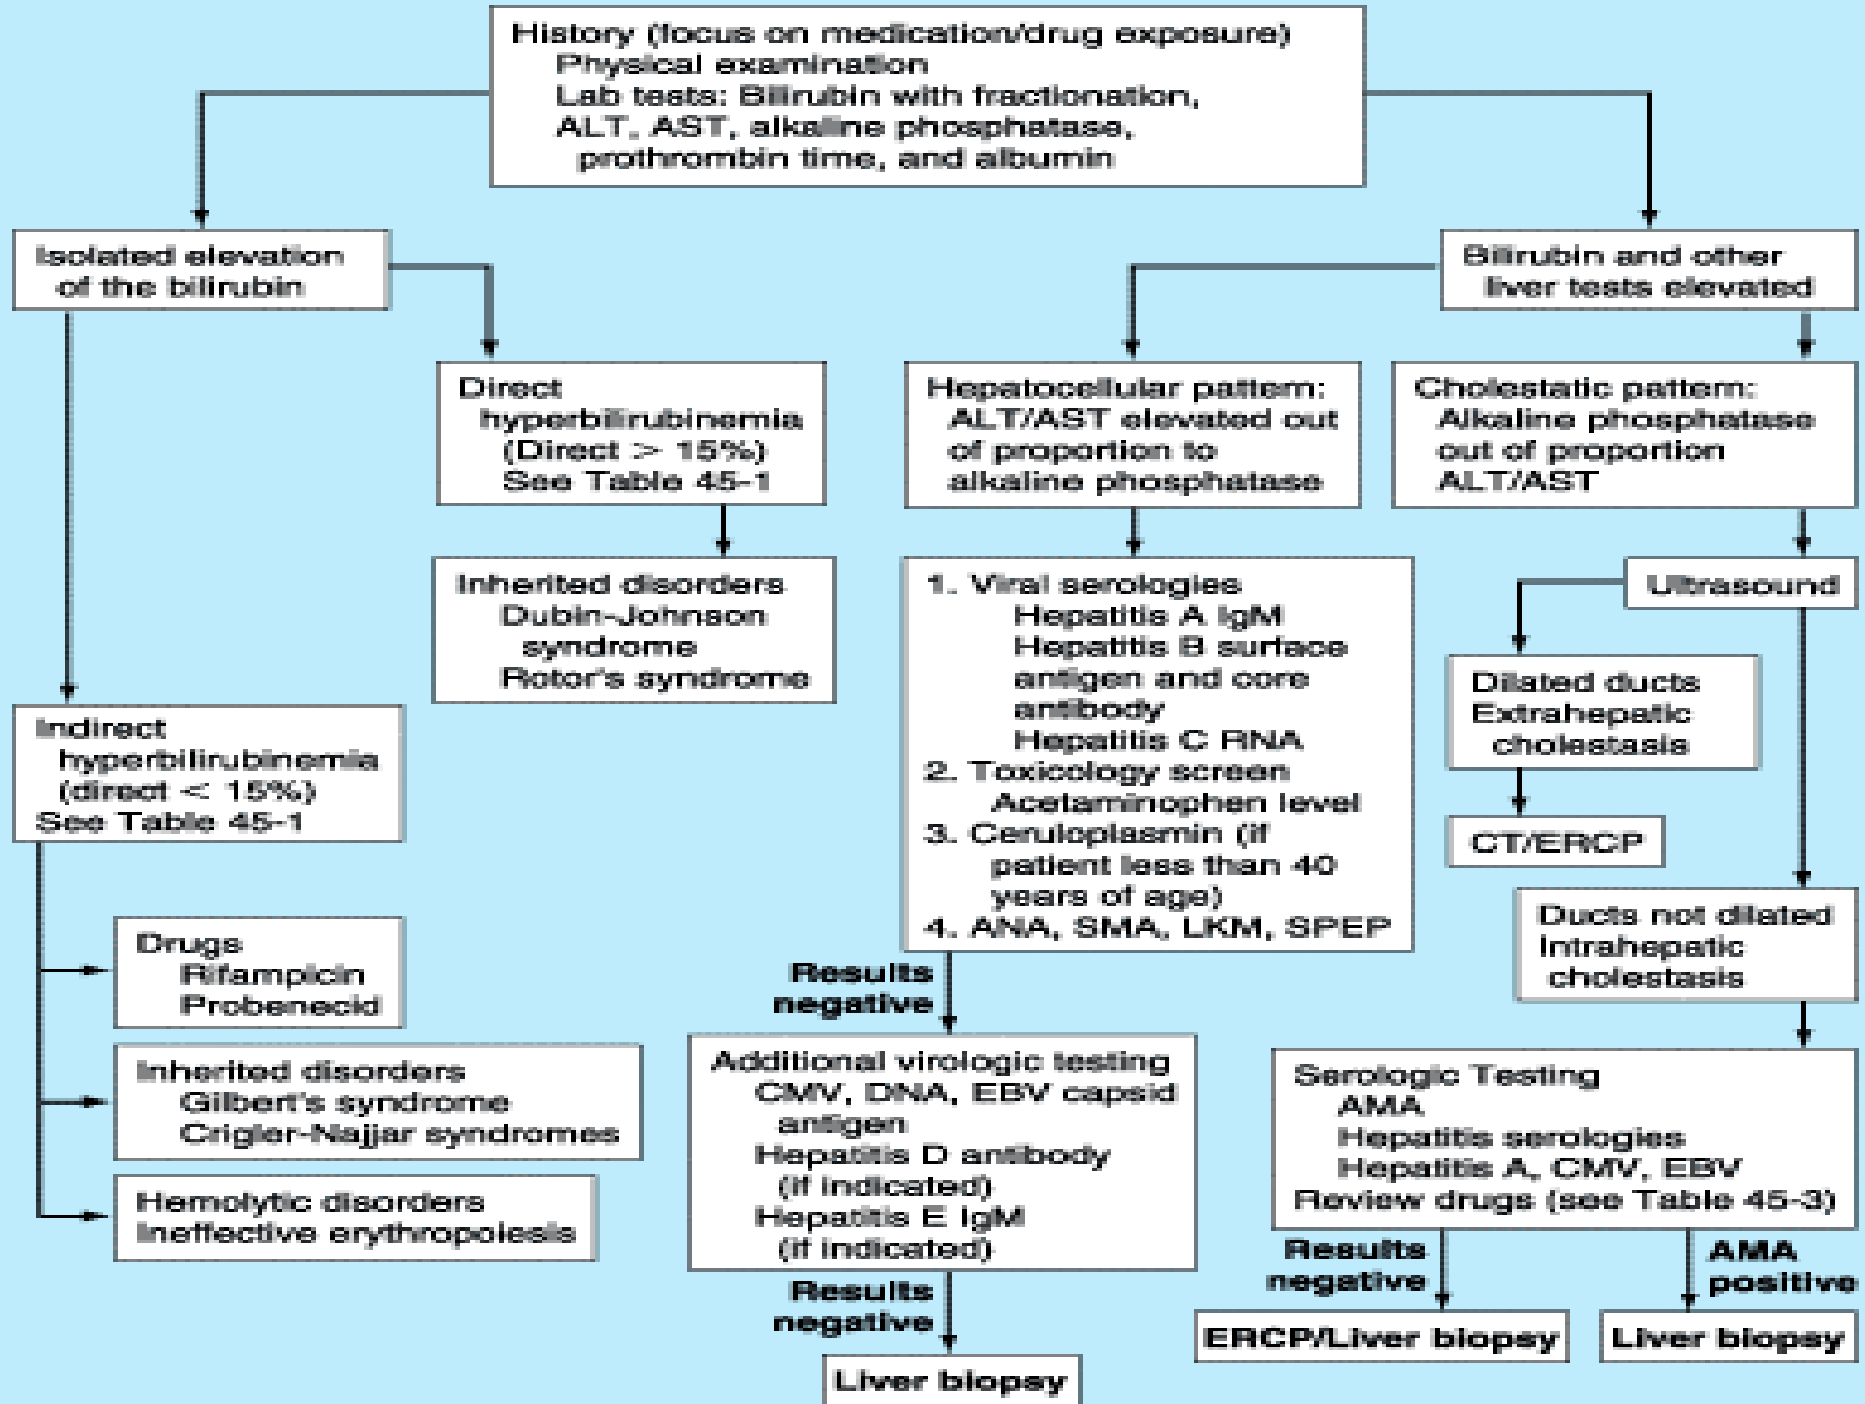 History (focus on medication/drug exposure)
Physical examination
Lab tests: Bilirubin with fractionation,
ALT, AST, alkaline phosphatase,
prothrombin time, and albumin
Isolated elevation
of the bilirubin
Bilirubin and other
liver tests elevated
Direct
hyperbilirubinemia
(Direct > 15%)
See Table 45-1
Hepatocellular pattern:
ALT/AST elevated out
of proportion to
alkaline phosphatase
Cholestatic pattern:
Alkaline phosphatase
out of proportion
ALT/AST
Inherited disorders
Dubin-Johnson
syndrome
Rotor's syndrome
1. Viral serologies
Hepatitis A IgM
Hepatitis B surface
antigen and core
antibody
Hepatitis C RNA
2. Toxicology screen
Acetaminophen level
3. Ceruloplasmin (if
patient less than 40
years of age)
4. ANA, SMA, LKM, SPEP
Ultrasound
Dilated ducts
Extrahepatic
cholestasis
CT/ERCP
Indirect
hyperbilirubinemia
(direct < 15%)
See Table 45-1
Ducts not dilated
Intrahepatic
cholestasis
Drugs
Rifampicin
Probenecid
Inherited disorders
Gilbert's syndrome
Crigler-Najjar syndromes
Hemolytic disorders
Ineffective erythropoiesis
Results
negative
Additional virologic testing
CMV, DNA, EBV capsid
antigen
Hepatitis D antibody
(if indicated)
Hepatitis E IgM
(if indicated)
Results
negative
Liver biopsy
Serologic Testing
AMA
Hepatitis serologies
Hepatitis A, CMV, EBV
Review drugs (see Table 45-3)
Results
negative
AMA
positive
ERCP/Liver biopsy
Liver biopsy